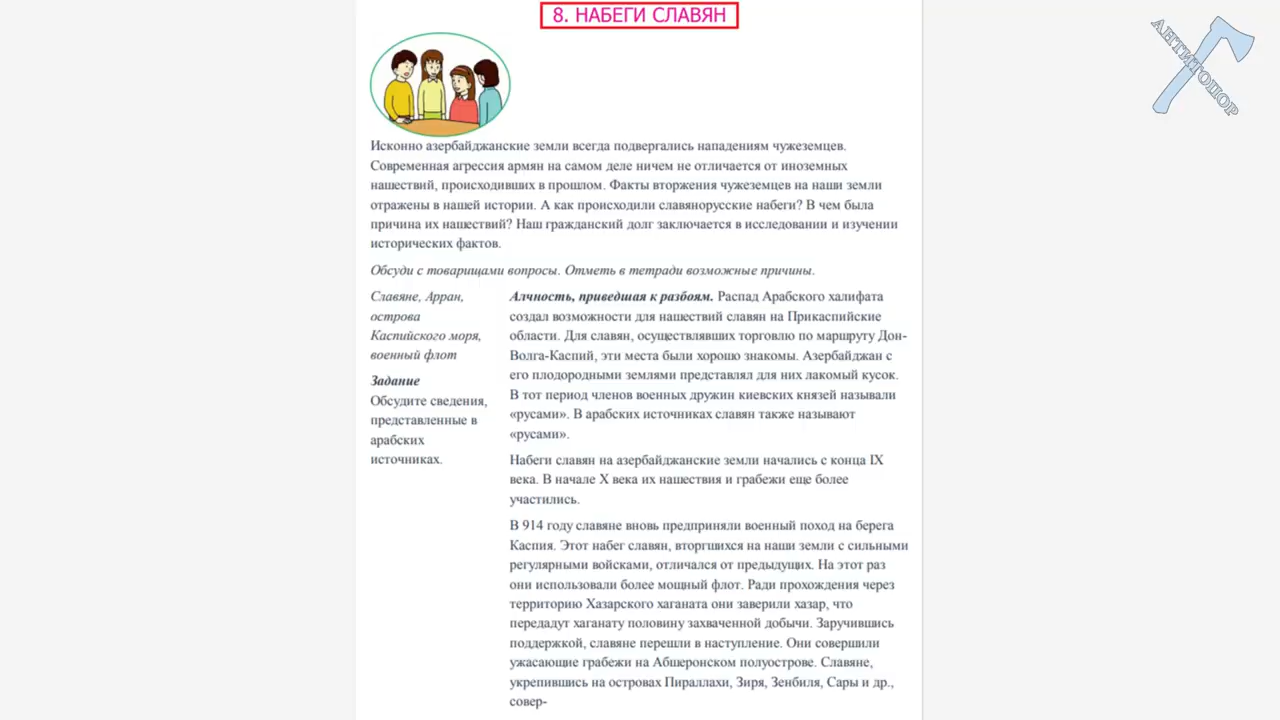 8. НАБЕГИ СЛАВЯН
АНТИТОПОР
Исконно азербайджанские земли всегда подвергались нападениям чужеземцев.
Современная агрессия армян на самом деле ничем не отличается от иноземных
нашествий, происходивших в прошлом. Факты вторжения чужеземцев на наши земли
отражены в нашей истории. А как происходили славянорусские набеги? В чем была
причина их нашествий? Наш гражданский долг заключается в исследовании и изучении
исторических фактов.
Обсуди с товарищами вопросы. Отметь в тетради возможные причины.
Славяне, Арран,
острова
Каспийского моря,
военный флот
Задание
Обсудите сведения,
представленные в
арабских
источниках.
Алчность, приведшая к разбоям. Распад Арабского халифата
создал возможности для нашествий славян на Прикаспийские
области. Для славян, осуществлявших торговлю по маршруту Дон-
Волга-Каспий, эти места были хорошо знакомы. Азербайджан с
его плодородными землями представлял для них лакомый кусок.
В тот период членов военных дружин киевских князей называли
«русами». В арабских источниках славян также называют
«русами».
Набеги славян на азербайджанские земли начались с конца IX
века. В начале X века их нашествия и грабежи еще более
участились.
В 914 году славяне вновь предприняли военный поход на берега
Каспия. Этот набег славян, вторгшихся на наши земли с сильными
регулярными войсками, отличался от предыдущих. На этот раз
они использовали более мощный флот. Ради прохождения через
территорию Хазарского хаганата они заверили хазар, что
передадут хаганату половину захваченной добычи. Заручившись
поддержкой, славяне перешли в наступление. Они совершили
ужасающие грабежи на Абшеронском полуострове. Славяне,
укрепившись на островах Пираллахи, Зиря, Зенбиля, Сары и др.,
совер-